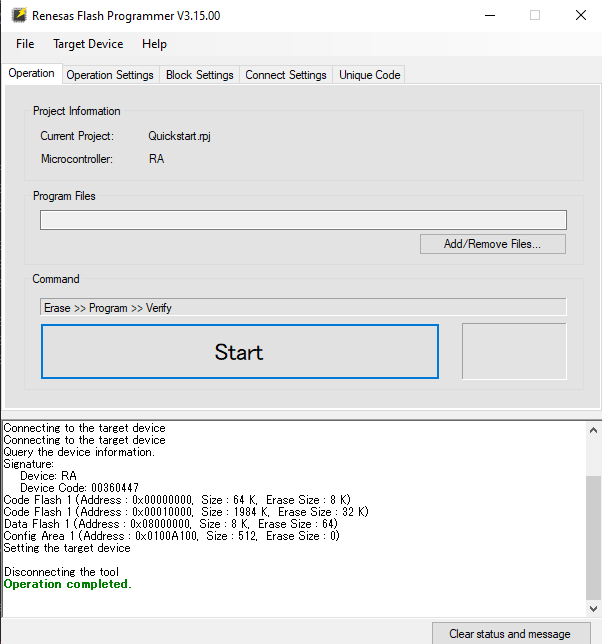 Renesas Flash Programmer V3.15.00
File Target Device Help
Operation Operation Settings Block Settings Connect Settings Unique Code
Project Information
Current Project: Quickstart.rpj
Microcontroller: RA
Program Files
Add/Remove Files...
Command
Erase >> Program >> Verify
Start
Connecting to the target device
Connecting to the target device
Query the device information.
Signature:
Device: RA
Device Code: 00360447
Code Flash 1 (Address : 0x00000000, Size : 64 K, Erase Size : 8 K)
Code Flash 1 (Address : 0x00010000, Size : 1984 K, Erase Size : 32 K)
Data Flash 1 (Address : 0x08000000, Size : 8 K, Erase Size : 64)
Config Area 1 (Address : 0x0100A100, Size : 512, Erase Size : 0)
Setting the target device
Disconnecting the tool
Operation completed.
Clear status and message